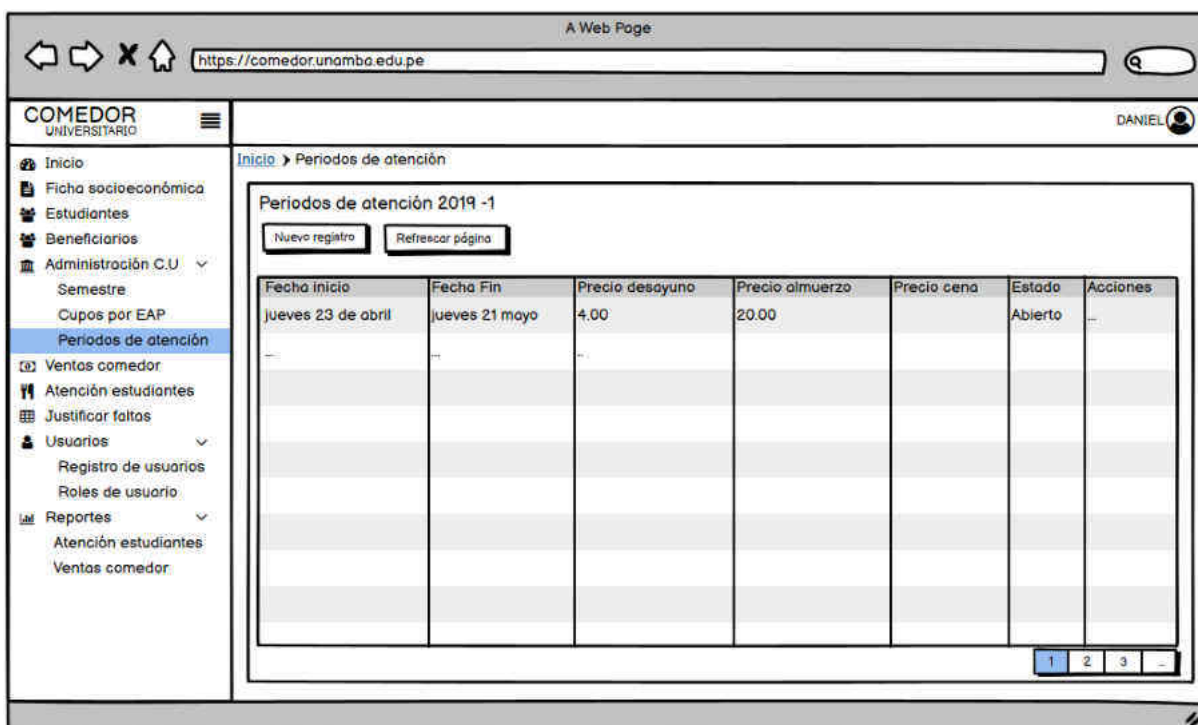 A Web Page
https://comedor.unamba.edu.pe
COMEDOR
UNIVERSITARIO
DANIEL
Inicio
Ficha socioeconómica
Estudiantes
Beneficiarios
Administración C.U
Semestre
Cupos por EAP
Periodos de atención
Ventas comedor
Atención estudiantes
Justificar faltas
Usuarios
Registro de usuarios
Roles de usuario
Reportes
Atención estudiantes
Ventas comedor
Inicio > Periodos de atención
Periodos de atención 2019 -1
Nuevo registro Refrescar página
Fecha inicio Fecha Fin Precio desayuno Precio almuerzo Precio cena Estado Acciones
jueves 23 de abril jueves 21 mayo 4.00 20.00 Abierto ...
... ... ...
1 2 3 ...